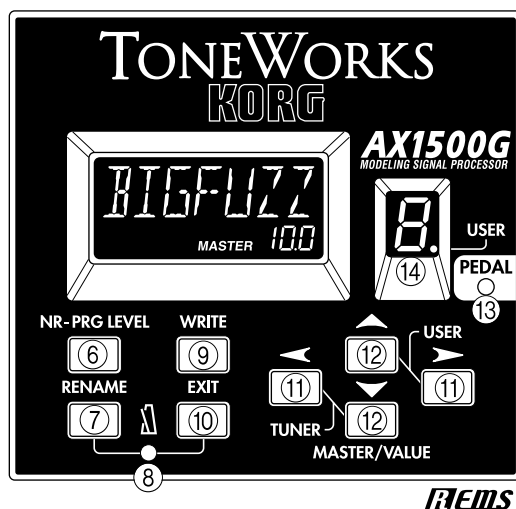 TONEWORKS
KORG
AX1500G
MODELING SIGNAL PROCESSOR
BIGFUZZ
MASTER 10.0
8.
USER
14
PEDAL
13
NR-PRG LEVEL WRITE
USER
6 9 12
RENAME EXIT
11 11
7 10 12
TUNER
MASTER/VALUE
8
REMS